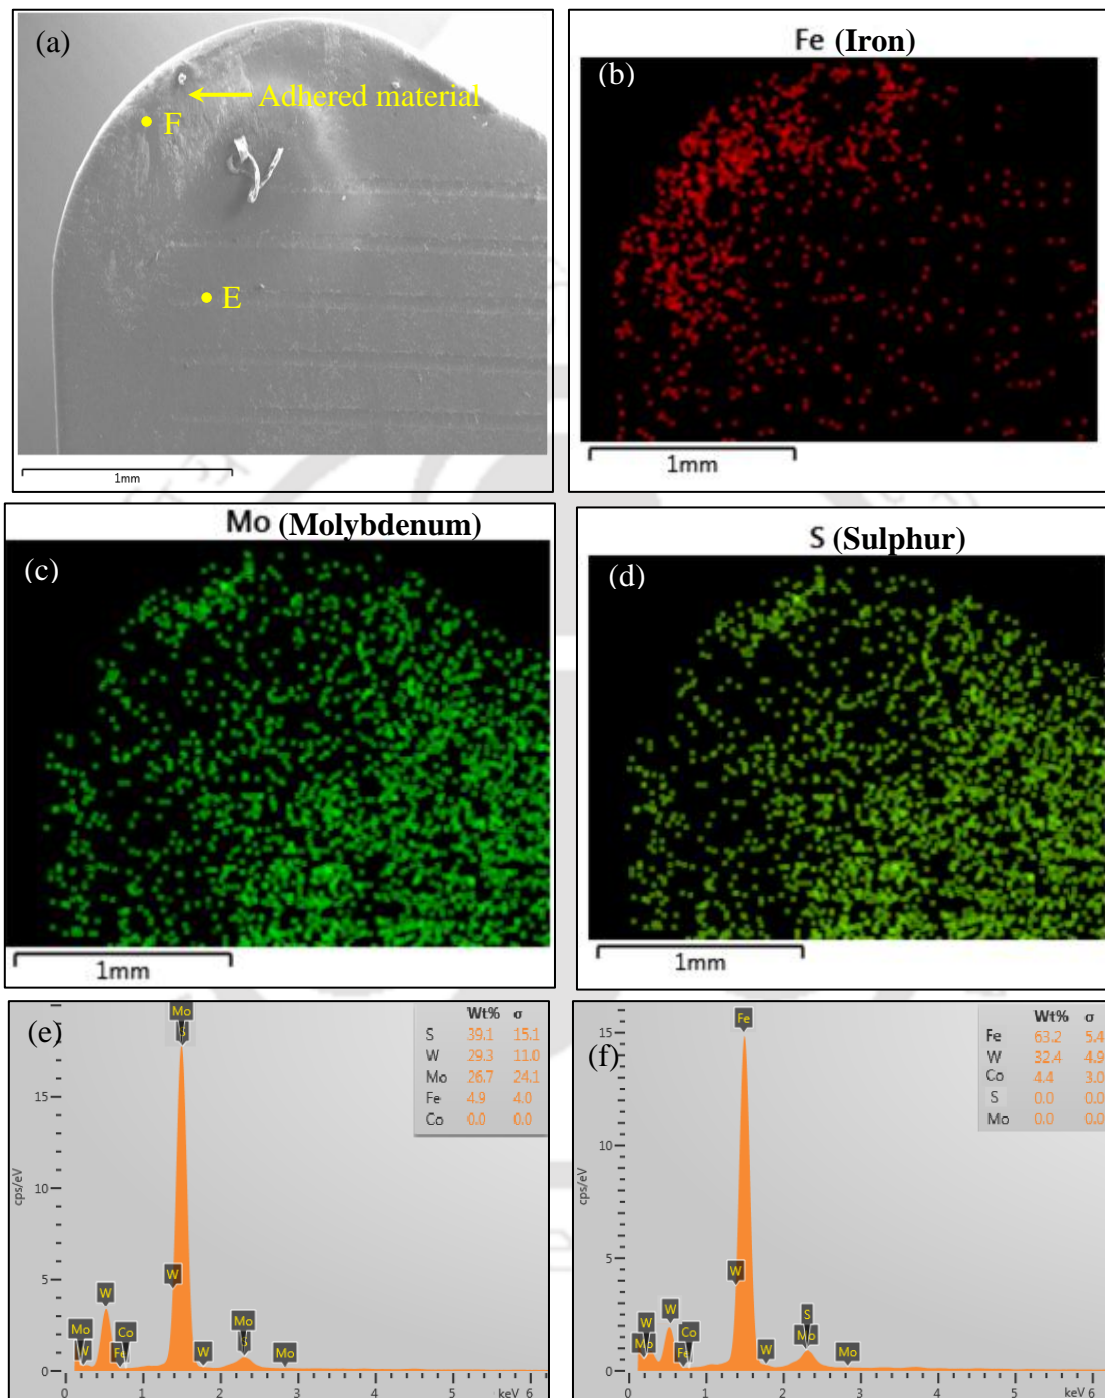 (a)
Adhered material
F
E
1mm
Fe (Iron)
(b)
1mm
Mo (Molybdenum)
(c)
1mm
S (Sulphur)
(d)
1mm
(e)
Wt% σ
S 39.1 15.1
W 29.3 11.0
Mo 26.7 24.1
Fe 4.9 4.0
Co 0.0 0.0
Mo
S
W
W
Mo
W
Fe
Co
W
Mo
S
Mo
cps/eV
15
10
5
0
0 1 2 3 4 5 keV 6
(f)
Wt% σ
Fe 63.2 5.4
W 32.4 4.9
Co 4.4 3.0
S 0.0 0.0
Mo 0.0 0.0
Fe
W
W
W
Mo
Fe
Co
W
S
Mo
Mo
cps/eV
15
10
5
0
0 1 2 3 4 5 keV 6